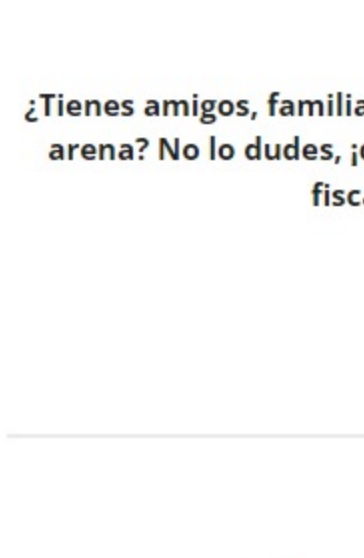 ¿Tienes amigos, familia
arena? No lo dudes, ¡
fisc